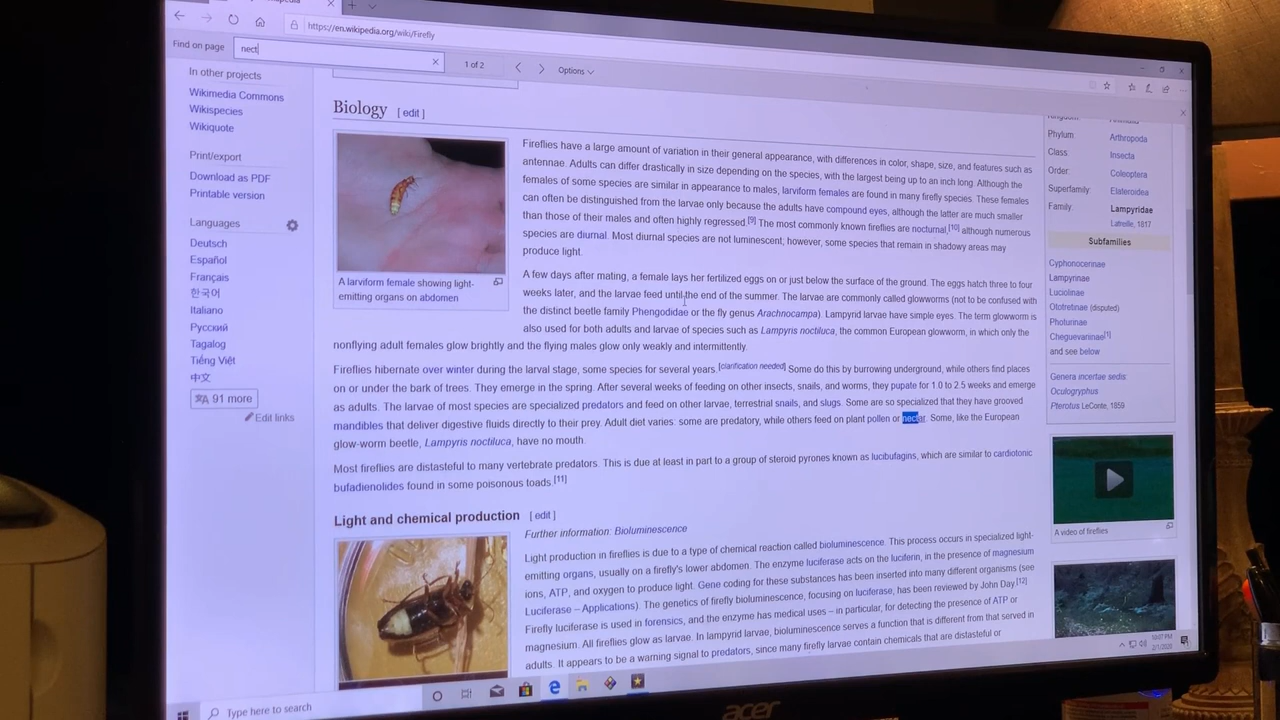 https://en.wikipedia.org/wiki/Firefly
Find on page
nect
1 of 2
Options
In other projects
Wikimedia Commons
Wikispecies
Wikiquote
Print/export
Download as PDF
Printable version
Languages
Deutsch
Español
Français
한국어
Italiano
Русский
Tagalog
Tiếng Việt
中文
91 more
Edit links
Biology [ edit ]
A larviform female showing light-
emitting organs on abdomen
Fireflies have a large amount of variation in their general appearance, with differences in color, shape, size, and features such as
antennae. Adults can differ drastically in size depending on the species, with the largest being up to an inch long. Although the
females of some species are similar in appearance to males, larviform females are found in many firefly species. These females
can often be distinguished from the larvae only because the adults have compound eyes, although the latter are much smaller
than those of their males and often highly regressed.[9] The most commonly known fireflies are nocturnal,[10] although numerous
species are diurnal. Most diurnal species are not luminescent; however, some species that remain in shadowy areas may
produce light.
A few days after mating, a female lays her fertilized eggs on or just below the surface of the ground. The eggs hatch three to four
weeks later, and the larvae feed until the end of the summer. The larvae are commonly called glowworms (not to be confused with
the distinct beetle family Phengodidae or the fly genus Arachnocampa). Lampyrid larvae have simple eyes. The term glowworm is
also used for both adults and larvae of species such as Lampyris noctiluca, the common European glowworm, in which only the
nonflying adult females glow brightly and the flying males glow only weakly and intermittently.
Fireflies hibernate over winter during the larval stage, some species for several years.[clarification needed] Some do this by burrowing underground, while others find places
on or under the bark of trees. They emerge in the spring. After several weeks of feeding on other insects, snails, and worms, they pupate for 1.0 to 2.5 weeks and emerge
as adults. The larvae of most species are specialized predators and feed on other larvae, terrestrial snails, and slugs. Some are so specialized that they have grooved
mandibles that deliver digestive fluids directly to their prey. Adult diet varies: some are predatory, while others feed on plant pollen or nectar. Some, like the European
glow-worm beetle, Lampyris noctiluca, have no mouth.
Most fireflies are distasteful to many vertebrate predators. This is due at least in part to a group of steroid pyrones known as lucibufagins, which are similar to cardiotonic
bufadienolides found in some poisonous toads.[11]
Light and chemical production [ edit ]
Further information: Bioluminescence
Light production in fireflies is due to a type of chemical reaction called bioluminescence. This process occurs in specialized light-
emitting organs, usually on a firefly's lower abdomen. The enzyme luciferase acts on the luciferin, in the presence of magnesium
ions, ATP, and oxygen to produce light. Gene coding for these substances has been inserted into many different organisms (see
Luciferase – Applications). The genetics of firefly bioluminescence, focusing on luciferase, has been reviewed by John Day.[12]
Firefly luciferase is used in forensics, and the enzyme has medical uses – in particular, for detecting the presence of ATP or
magnesium. All fireflies glow as larvae. In lampyrid larvae, bioluminescence serves a function that is different from that served in
adults. It appears to be a warning signal to predators, since many firefly larvae contain chemicals that are distasteful or
Phylum: Arthropoda
Class: Insecta
Order: Coleoptera
Superfamily: Elateroidea
Family: Lampyridae
Latreille, 1817
Subfamilies
Cyphonocerinae
Lampyrinae
Luciolinae
Ototretinae (disputed)
Photurinae
Cheguevarinae[1]
and see below
Genera incertae sedis:
Oculogryphus
Pterotus LeConte, 1859
A video of fireflies
Type here to search
10:07 PM
acer